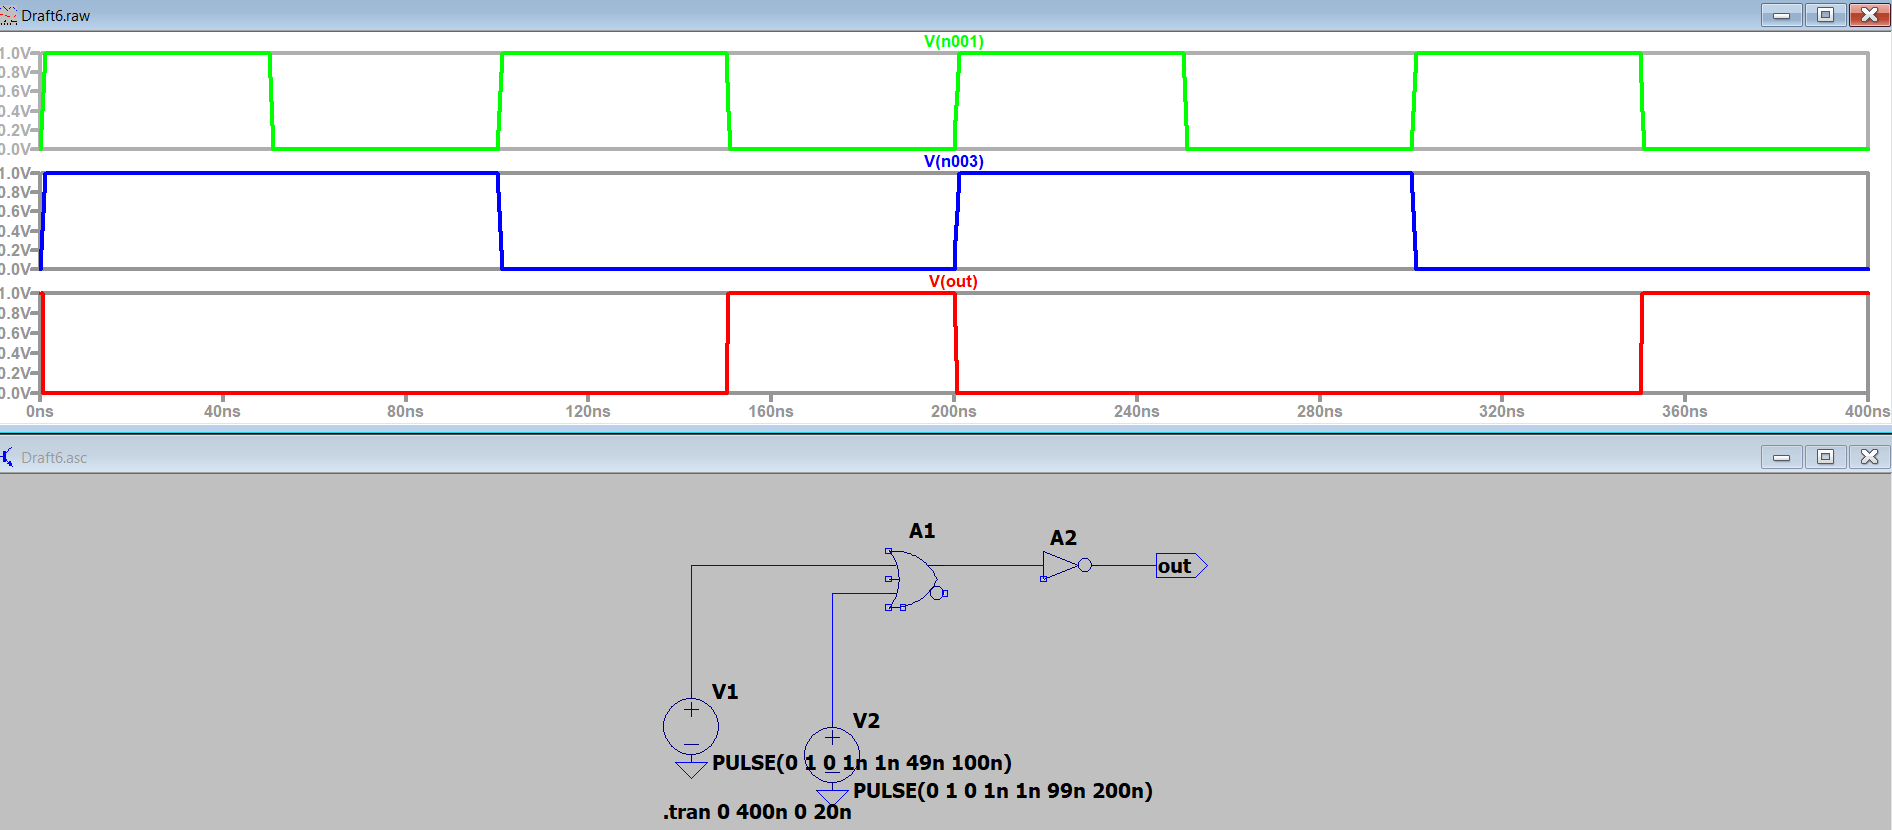 Draft6.raw
V(n001)
1.0V
0.8V
0.6V
0.4V
0.2V
0.0V
V(n003)
1.0V
0.8V
0.6V
0.4V
0.2V
0.0V
V(out)
1.0V
0.8V
0.6V
0.4V
0.2V
0.0V
0ns 40ns 80ns 120ns 160ns 200ns 240ns 280ns 320ns 360ns 400ns
Draft6.asc
A1
A2
out
V1
V2
PULSE(0 1 0 1n 1n 49n 100n)
PULSE(0 1 0 1n 1n 99n 200n)
.tran 0 400n 0 20n